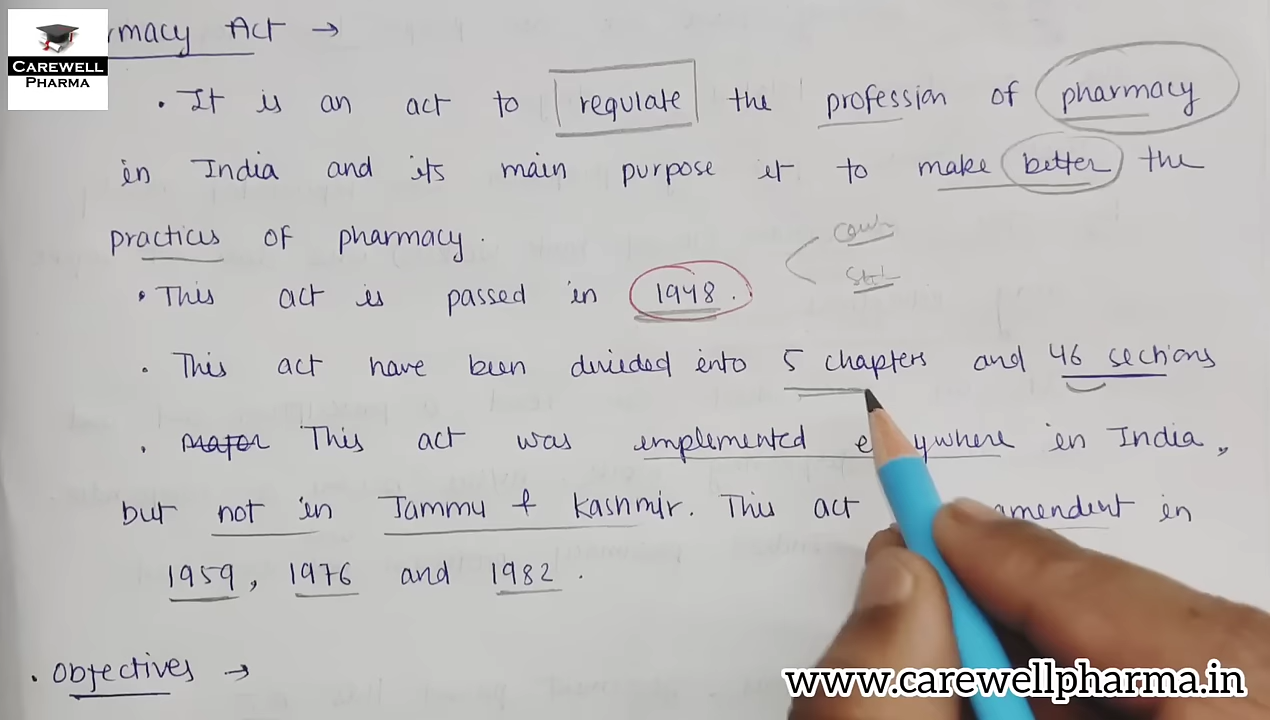 CAREWELL
PHARMA
rmacy Act →
• It is an act to regulate the profession of pharmacy
in India and its main purpose it to make better the
practices of pharmacy.
• This act is passed in 1948.
• This act have been divided into 5 chapters and 46 sections
• This act was implemented e ywhere in India,
but not in Jammu & Kashmir. This act amendent in
1959, 1976 and 1982.
• Objectives →
www.carewellpharma.in